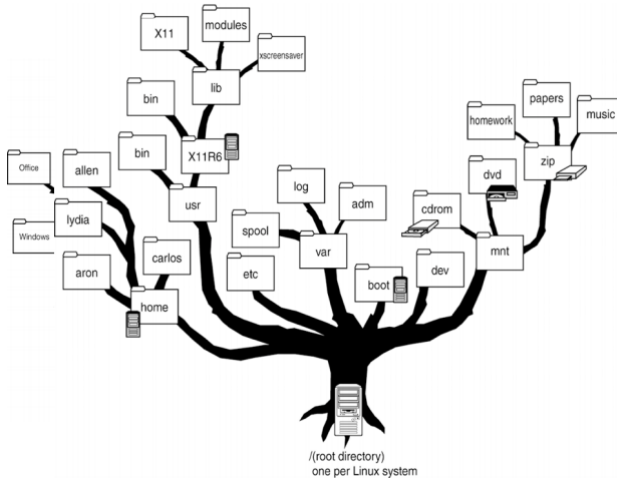 X11
modules
xscreensaver
lib
bin
papers
homework
music
bin
X11R6
zip
Office
allen
dvd
log
usr
adm
cdrom
lydia
spool
Windows
carlos
var
mnt
aron
etc
boot
dev
home
/(root directory)
one per Linux system